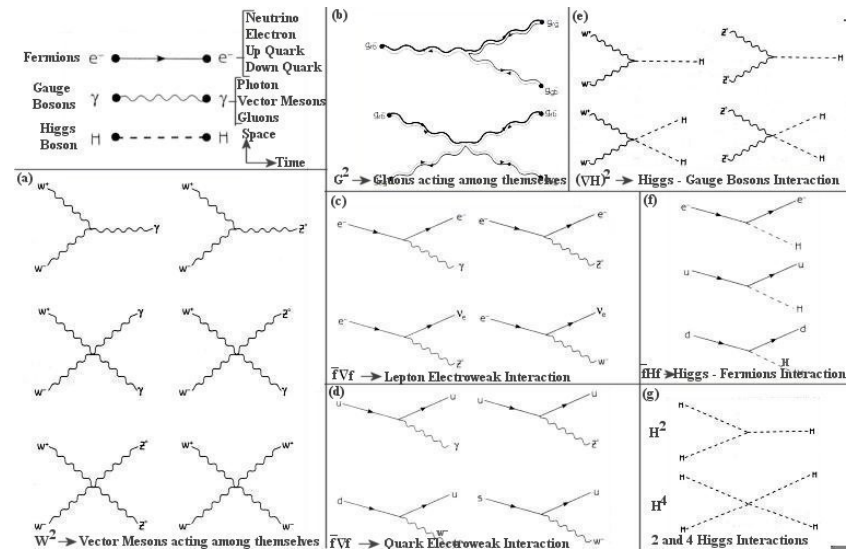 Neutrino
Electron
Up Quark
Down Quark
Fermions e⁻ e⁻
Photon
Gauge Bosons γ γ Vector Mesons
Gluons
Higgs Boson H H Space
Time
(a)
W⁺ W⁻ γ
W⁺ W⁻ Z°
W⁺ W⁻ γ γ
W⁺ W⁻ Z° γ
W⁺ W⁻ Z° Z°
W⁺ W⁻ W⁺ W⁻
W² → Vector Mesons acting among themselves
(b)
G² → Gluons acting among themselves
(c)
e⁻ e⁻ γ
e⁻ e⁻ Z°
e⁻ νe Z°
e⁻ νe W⁻
f̄∇f → Lepton Electroweak Interaction
(d)
u u γ
u u Z°
d u W⁻
s u W⁻
f̄∇f → Quark Electroweak Interaction
(e)
W⁺ W⁻ H
Z° Z° H
W⁺ W⁻ H H
Z° Z° H H
(∇H)² → Higgs - Gauge Bosons Interaction
(f)
e⁻ e⁻ H
u u H
d d H
f̄Hf → Higgs - Fermions Interaction
(g)
H² H H H
H⁴ H H H H
2 and 4 Higgs Interactions